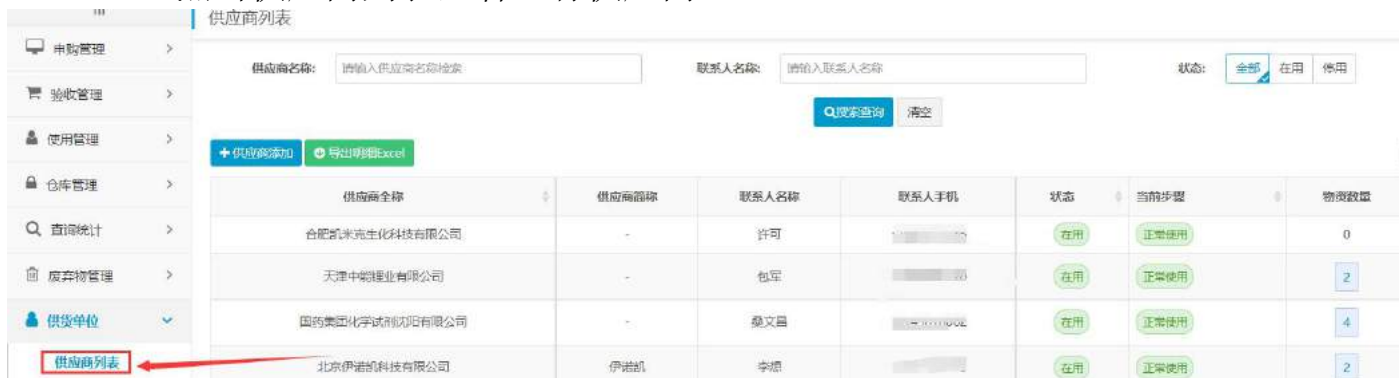 供应商列表
申购管理
供应商名称: 请输入供应商名称检索 联系人名称: 请输入联系人名称 状态: 全部 在用 停用
验收管理
搜索查询 清空
使用管理
供应商添加 导出明细Excel
仓库管理
供应商全称 供应商简称 联系人名称 联系人手机 状态 当前步骤 物资数量
查询统计
合肥凯米克生化科技有限公司 - 许可 在用 正常使用 0
废弃物管理
天津中能锂业有限公司 - 包军 在用 正常使用 2
供货单位
国药集团化学试剂沈阳有限公司 - 桑文昌 在用 正常使用 4
供应商列表
北京伊诺凯科技有限公司 伊诺凯 在用 正常使用 2